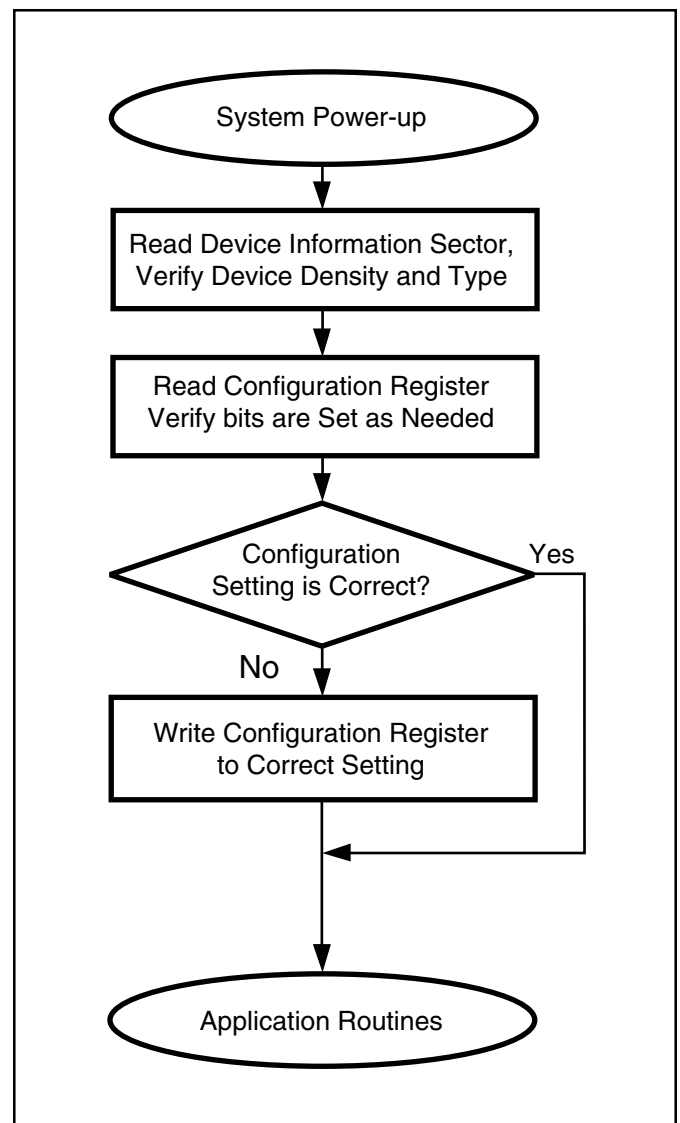 System Power-up
Read Device Information Sector,
Verify Device Density and Type
Read Configuration Register
Verify bits are Set as Needed
Configuration
Setting is Correct?
Yes
No
Write Configuration Register
to Correct Setting
Application Routines